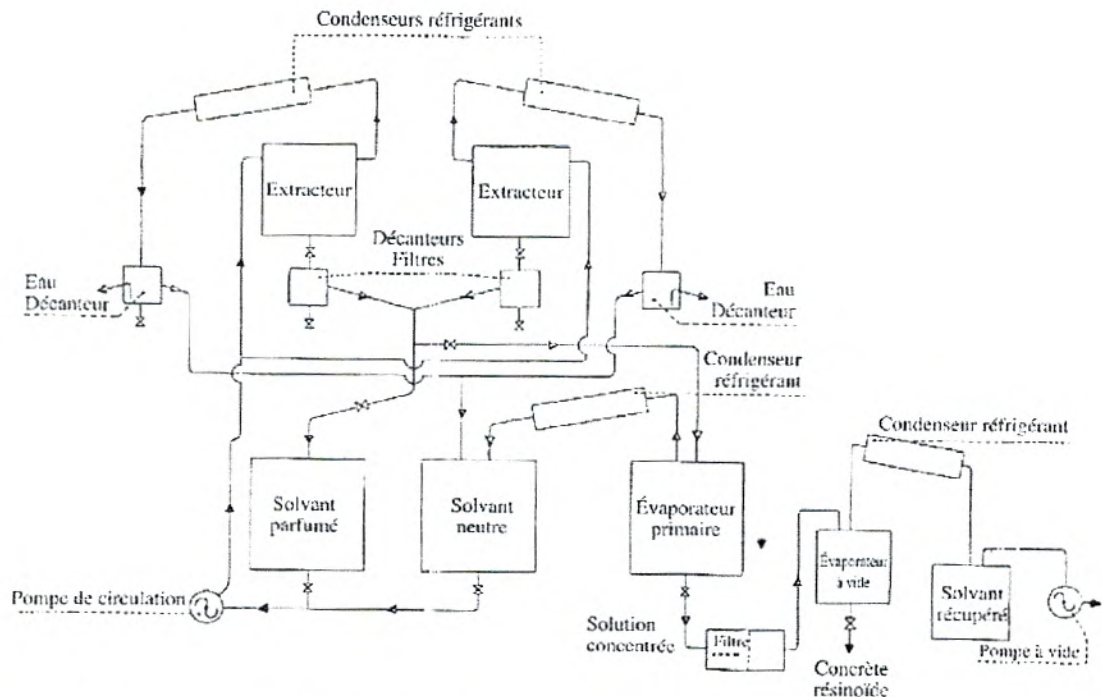 Condenseurs réfrigérants
Extracteur
Extracteur
Décanteurs
Filtres
Eau
Décanteur
Eau
Décanteur
Condenseur
réfrigérant
Condenseur réfrigérant
Solvant
parfumé
Solvant
neutre
Évaporateur
primaire
Évaporateur
à vide
Solvant
récupéré
Pompe de circulation
Solution
concentrée
Filtre
Pompe à vide
Concrète
résinoïde